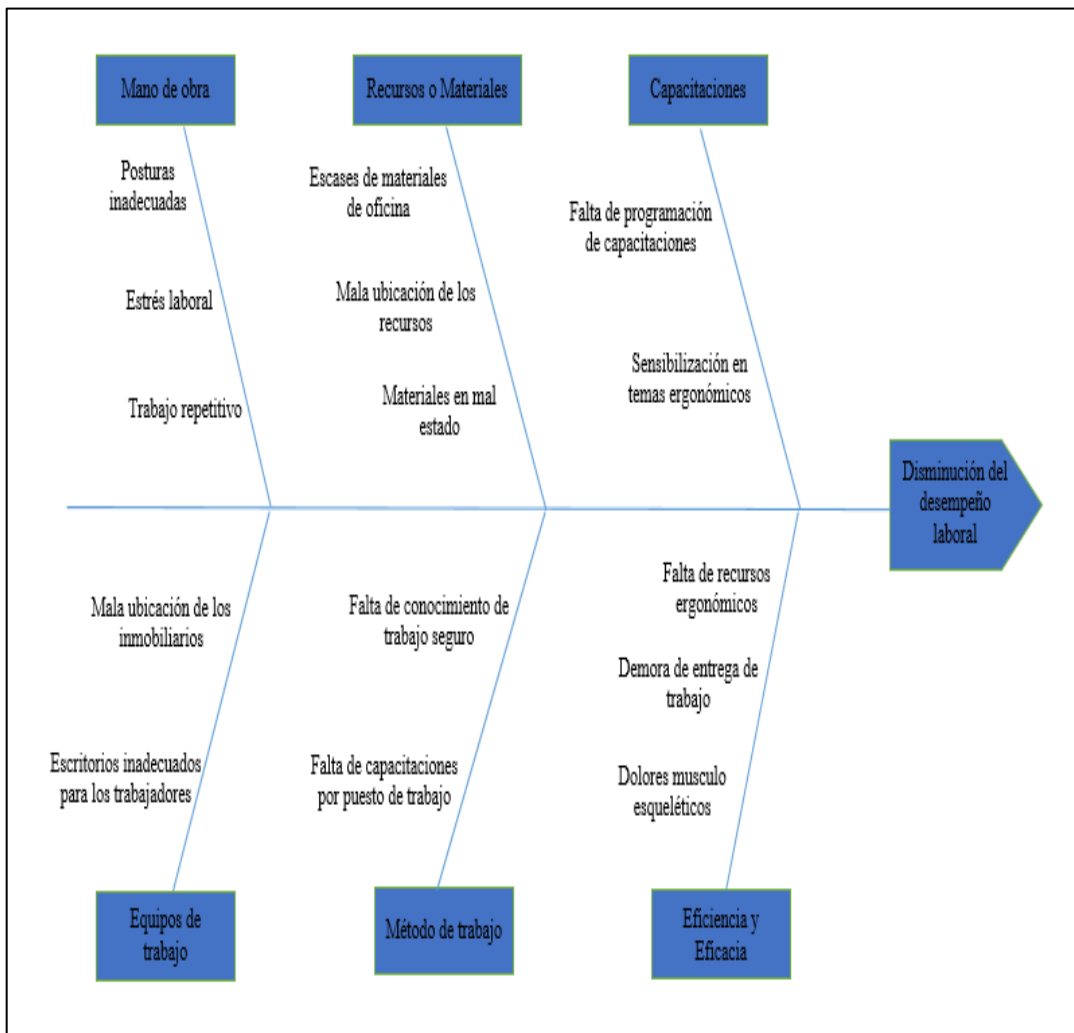 Mano de obra
Recursos o Materiales
Capacitaciones
Posturas
inadecuadas
Estrés laboral
Trabajo repetitivo
Escases de materiales
de oficina
Mala ubicación de los
recursos
Materiales en mal
estado
Falta de programación
de capacitaciones
Sensibilización en
temas ergonómicos
Disminución del
desempeño
laboral
Mala ubicación de los
inmobiliarios
Escritorios inadecuados
para los trabajadores
Falta de conocimiento de
trabajo seguro
Falta de capacitaciones
por puesto de trabajo
Falta de recursos
ergonómicos
Demora de entrega de
trabajo
Dolores musculo
esqueléticos
Equipos de
trabajo
Método de trabajo
Eficiencia y
Eficacia